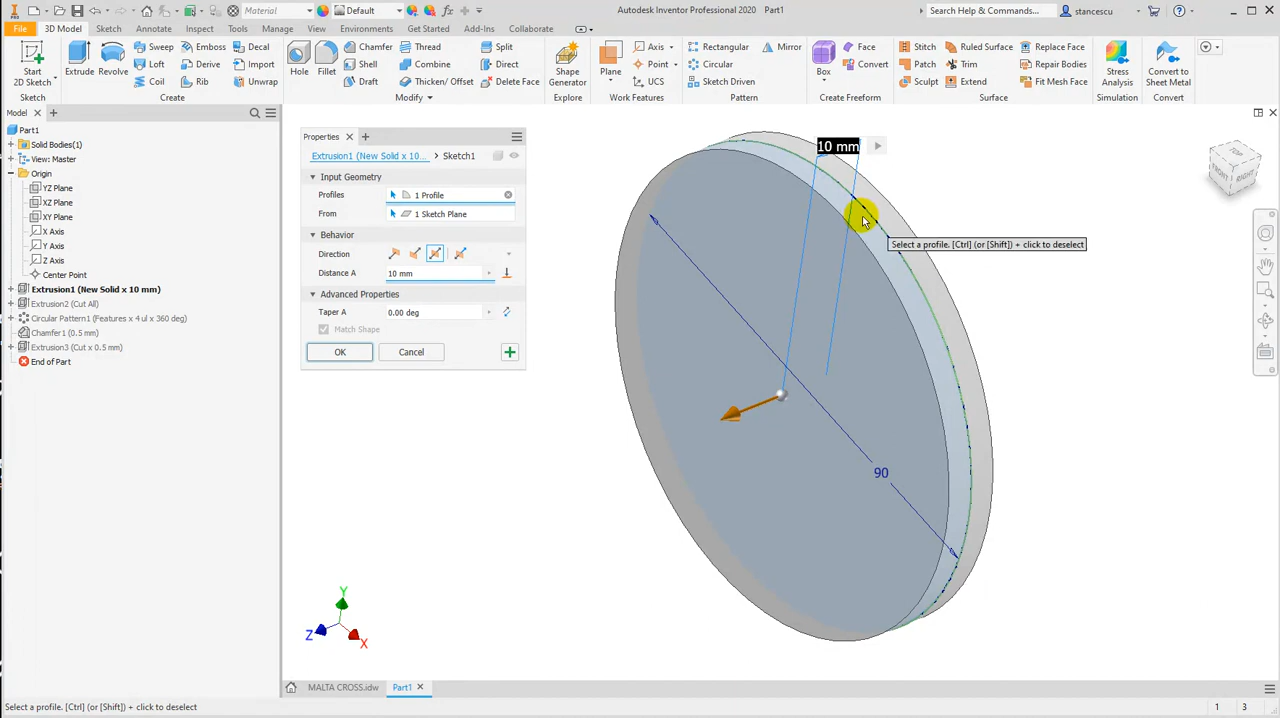 Material
Default
Autodesk Inventor Professional 2020 Part1
Search Help & Commands...
stancescu
PRO
File
3D Model
Sketch
Annotate
Inspect
Tools
Manage
View
Environments
Get Started
Add-Ins
Collaborate
Start
2D Sketch
Sketch
Extrude
Revolve
Sweep
Emboss
Decal
Loft
Derive
Import
Coil
Rib
Unwrap
Create
Hole
Fillet
Chamfer
Thread
Split
Shell
Combine
Direct
Draft
Thicken/ Offset
Delete Face
Modify
Shape
Generator
Explore
Plane
Axis
Point
UCS
Work Features
Rectangular
Mirror
Circular
Sketch Driven
Pattern
Box
Face
Convert
Create Freeform
Stitch
Ruled Surface
Replace Face
Patch
Trim
Repair Bodies
Sculpt
Extend
Fit Mesh Face
Surface
Stress
Analysis
Simulation
Convert to
Sheet Metal
Convert
Model
Part1
Solid Bodies(1)
View: Master
Origin
YZ Plane
XZ Plane
XY Plane
X Axis
Y Axis
Z Axis
Center Point
Extrusion1 (New Solid x 10 mm)
Extrusion2 (Cut All)
Circular Pattern1 (Features x 4 ul x 360 deg)
Chamfer1 (0.5 mm)
Extrusion3 (Cut x 0.5 mm)
End of Part
Properties
Extrusion1 (New Solid x 10...
Sketch1
Input Geometry
Profiles
1 Profile
From
1 Sketch Plane
Behavior
Direction
Distance A
10 mm
Advanced Properties
Taper A
0.00 deg
Match Shape
OK
Cancel
10 mm
Select a profile. [Ctrl] (or [Shift]) + click to deselect
90
FRONT
RIGHT
Y
Z
X
MALTA CROSS.idw
Part1
Select a profile. [Ctrl] (or [Shift]) + click to deselect
1
3